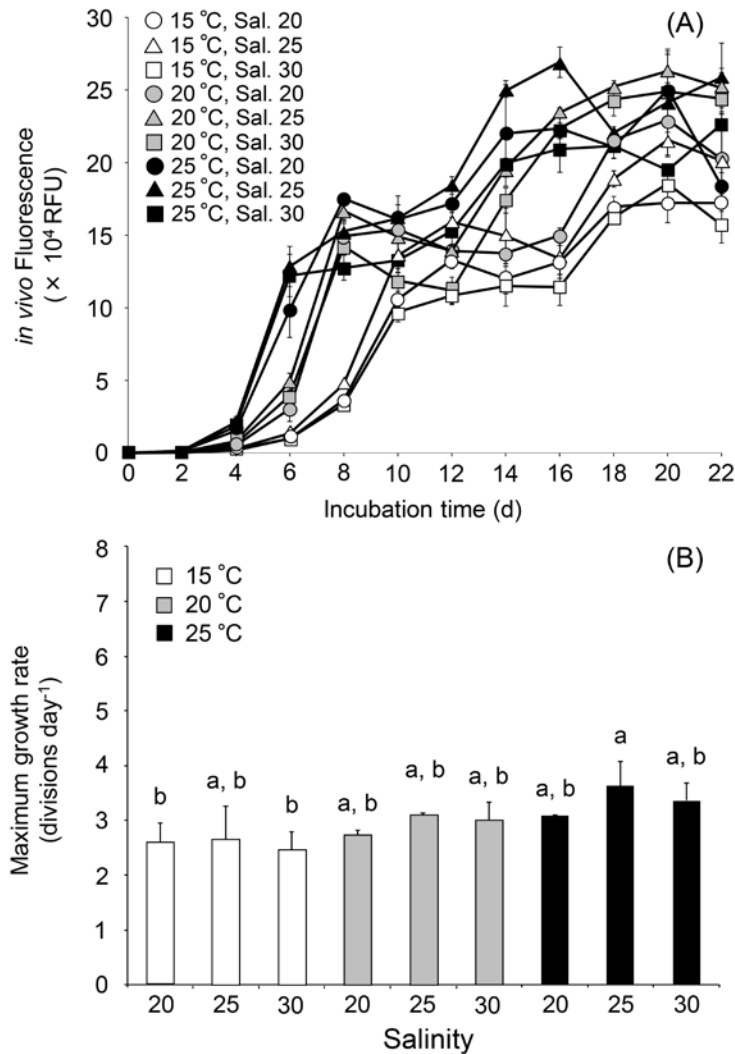 (A)
15 °C, Sal. 20
15 °C, Sal. 25
15 °C, Sal. 30
20 °C, Sal. 20
20 °C, Sal. 25
20 °C, Sal. 30
25 °C, Sal. 20
25 °C, Sal. 25
25 °C, Sal. 30
in vivo Fluorescence
(× 10⁴ RFU)
30
25
20
15
10
5
0
0 2 4 6 8 10 12 14 16 18 20 22
Incubation time (d)
(B)
15 °C
20 °C
25 °C
Maximum growth rate
(divisions day⁻¹)
8
7
6
5
4
3
2
1
0
b a, b b a, b a, b a, b a, b a a, b
20 25 30 20 25 30 20 25 30
Salinity